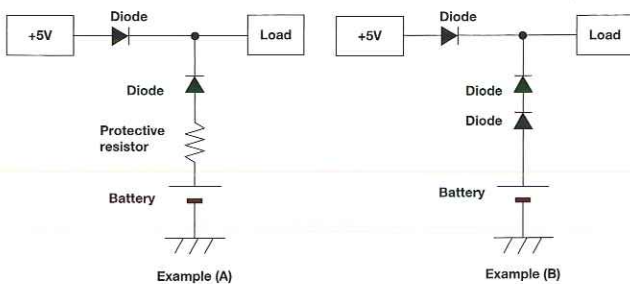 Diode
+5V
Load
Diode
Protective
resistor
Battery
Example (A)
Diode
+5V
Load
Diode
Diode
Battery
Example (B)